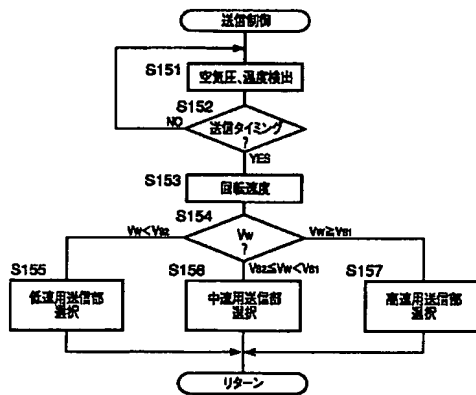 送信制御
S151
空気圧、温度検出
S152
NO
送信タイミング
?
YES
S153
回転速度
S154
Vw
?
Vw<VS2
VS2≦Vw<VS1
Vw≧VS1
S155
低速用送信部
選択
S156
中速用送信部
選択
S157
高速用送信部
選択
リターン